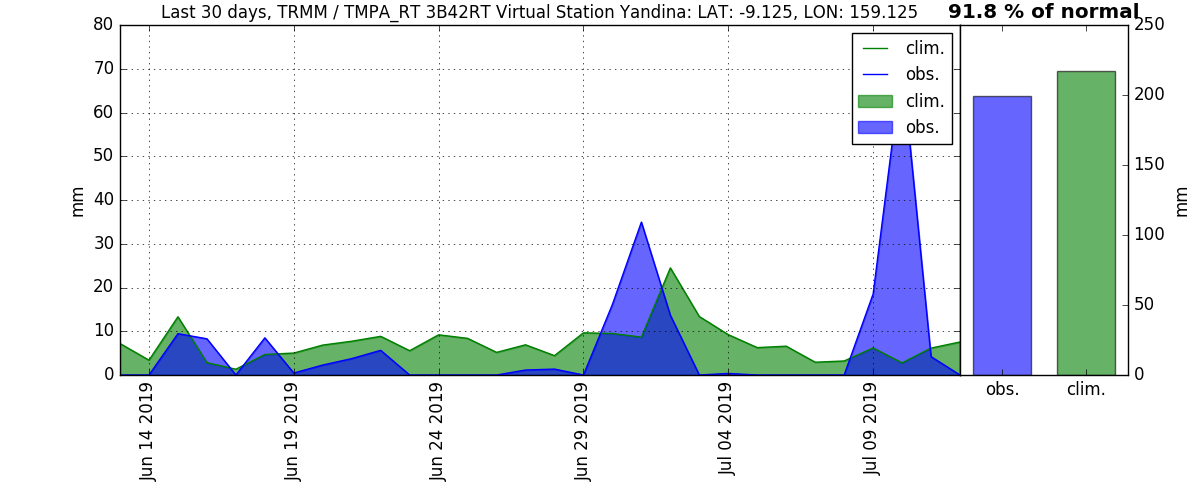 Last 30 days, TRMM / TMPA_RT 3B42RT Virtual Station Yandina: LAT: -9.125, LON: 159.125
91.8 % of normal
80
70
60
50
40
30
20
10
0
mm
clim.
obs.
clim.
obs.
250
200
150
100
50
0
mm
Jun 14 2019
Jun 19 2019
Jun 24 2019
Jun 29 2019
Jul 04 2019
Jul 09 2019
obs.
clim.